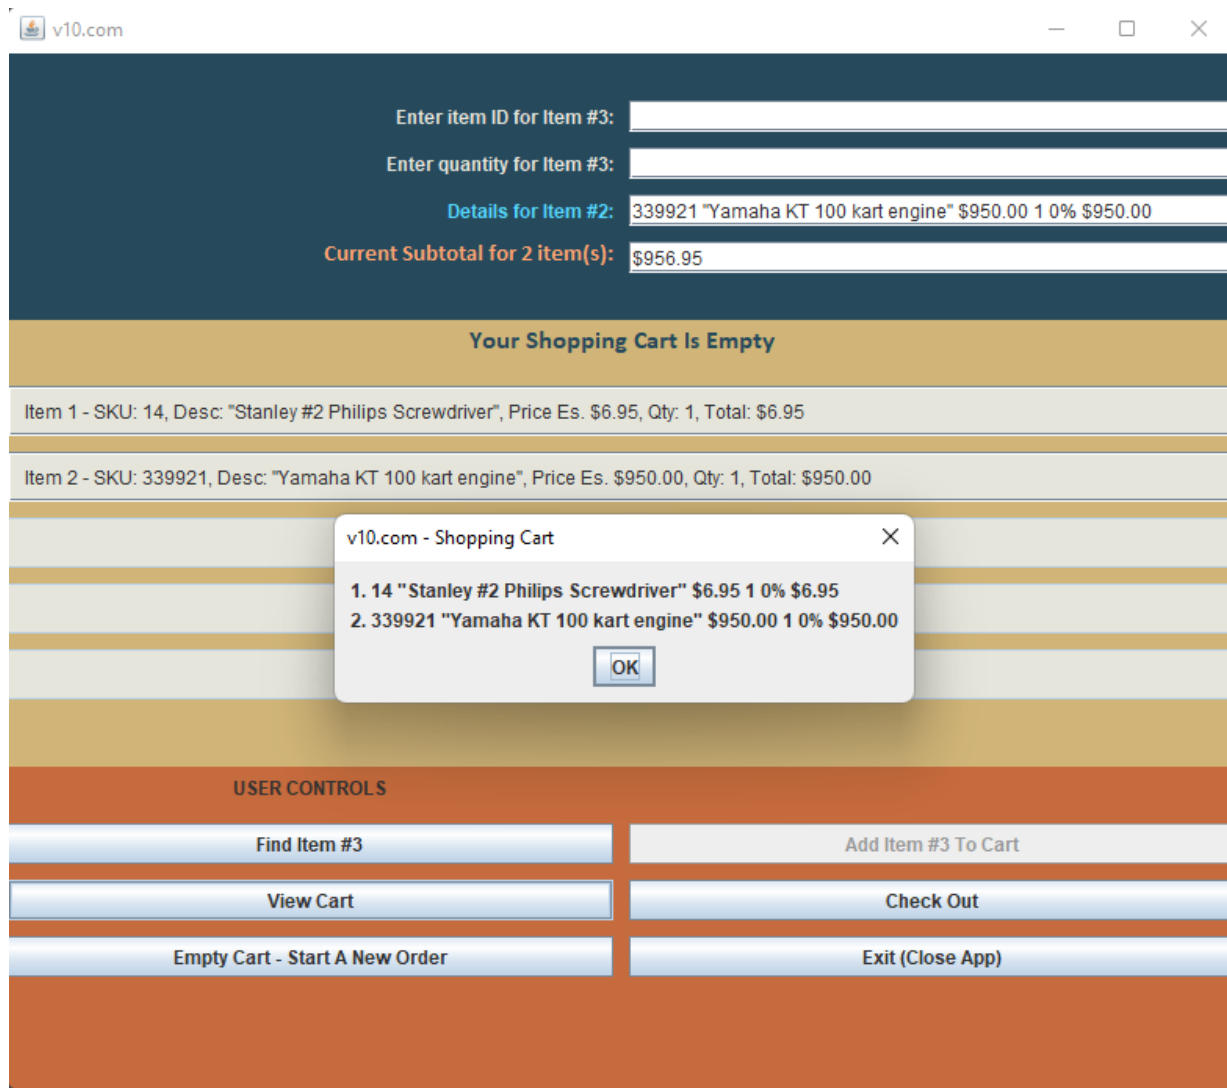 v10.com
Enter item ID for Item #3:
Enter quantity for Item #3:
Details for Item #2: 339921 "Yamaha KT 100 kart engine" $950.00 1 0% $950.00
Current Subtotal for 2 item(s): $956.95
Your Shopping Cart Is Empty
Item 1 - SKU: 14, Desc: "Stanley #2 Philips Screwdriver", Price Es. $6.95, Qty: 1, Total: $6.95
Item 2 - SKU: 339921, Desc: "Yamaha KT 100 kart engine", Price Es. $950.00, Qty: 1, Total: $950.00
v10.com - Shopping Cart
1. 14 "Stanley #2 Philips Screwdriver" $6.95 1 0% $6.95
2. 339921 "Yamaha KT 100 kart engine" $950.00 1 0% $950.00
OK
USER CONTROLS
Find Item #3
Add Item #3 To Cart
View Cart
Check Out
Empty Cart - Start A New Order
Exit (Close App)